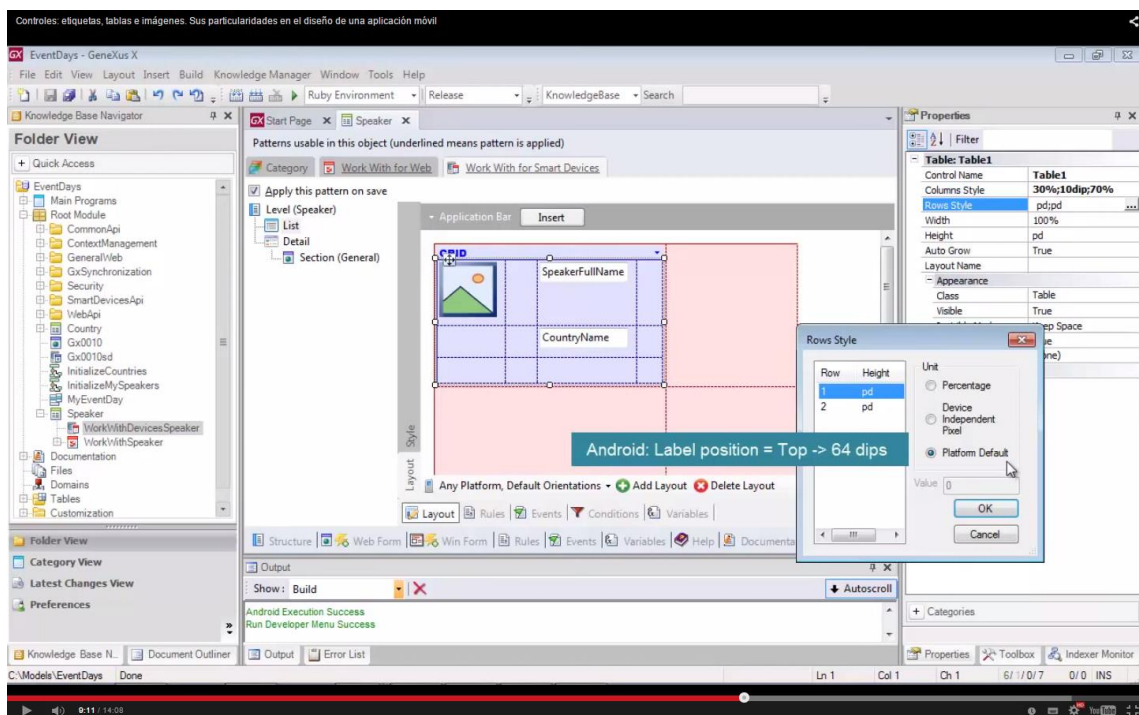 Controles: etiquetas, tablas e imágenes. Sus particularidades en el diseño de una aplicación móvil
EventDays - GeneXus X
File Edit View Layout Insert Build Knowledge Manager Window Tools Help
Ruby Environment Release KnowledgeBase Search
Knowledge Base Navigator
Folder View
+ Quick Access
EventDays
Main Programs
Root Module
CommonApi
ContextManagement
GeneralWeb
GxSynchronization
Security
SmartDevicesApi
WebApi
Country
Gx0010
Gx0010sd
InitializeCountries
InitializeMySpeakers
MyEventDay
Speaker
WorkWithDevicesSpeaker
WorkWithSpeaker
Documentation
Files
Domains
Tables
Customization
Folder View
Category View
Latest Changes View
Preferences
Knowledge Base N... Document Outliner
Start Page Speaker
Patterns usable in this object (underlined means pattern is applied)
Category Work With for Web Work With for Smart Devices
Apply this pattern on save
Level (Speaker)
List
Detail
Section (General)
Application Bar Insert
GRID
SpeakerFullName
CountryName
Layout Style
Android: Label position = Top -> 64 dips
Any Platform, Default Orientations Add Layout Delete Layout
Layout Rules Events Conditions Variables
Structure Web Form Win Form Rules Events Variables Help Documenta
Output
Show: Build Autoscroll
Android Execution Success
Run Developer Menu Success
Output Error List
Properties
Filter
Table: Table1
Control Name Table1
Columns Style 30%;10dip;70%
Rows Style pd;pd ...
Width 100%
Height pd
Auto Grow True
Layout Name
Appearance
Class Table
Visible True
Keep Space
Rows Style
Row Height
1 pd
2 pd
Unit
Percentage
Device Independent Pixel
Platform Default
Value 0
OK
Cancel
+ Categories
Properties Toolbox Indexer Monitor
C:\Models\EventDays Done Ln 1 Col 1 Ch 1 6/1/0/7 0/0 INS
9:11 / 14:08 YouTube